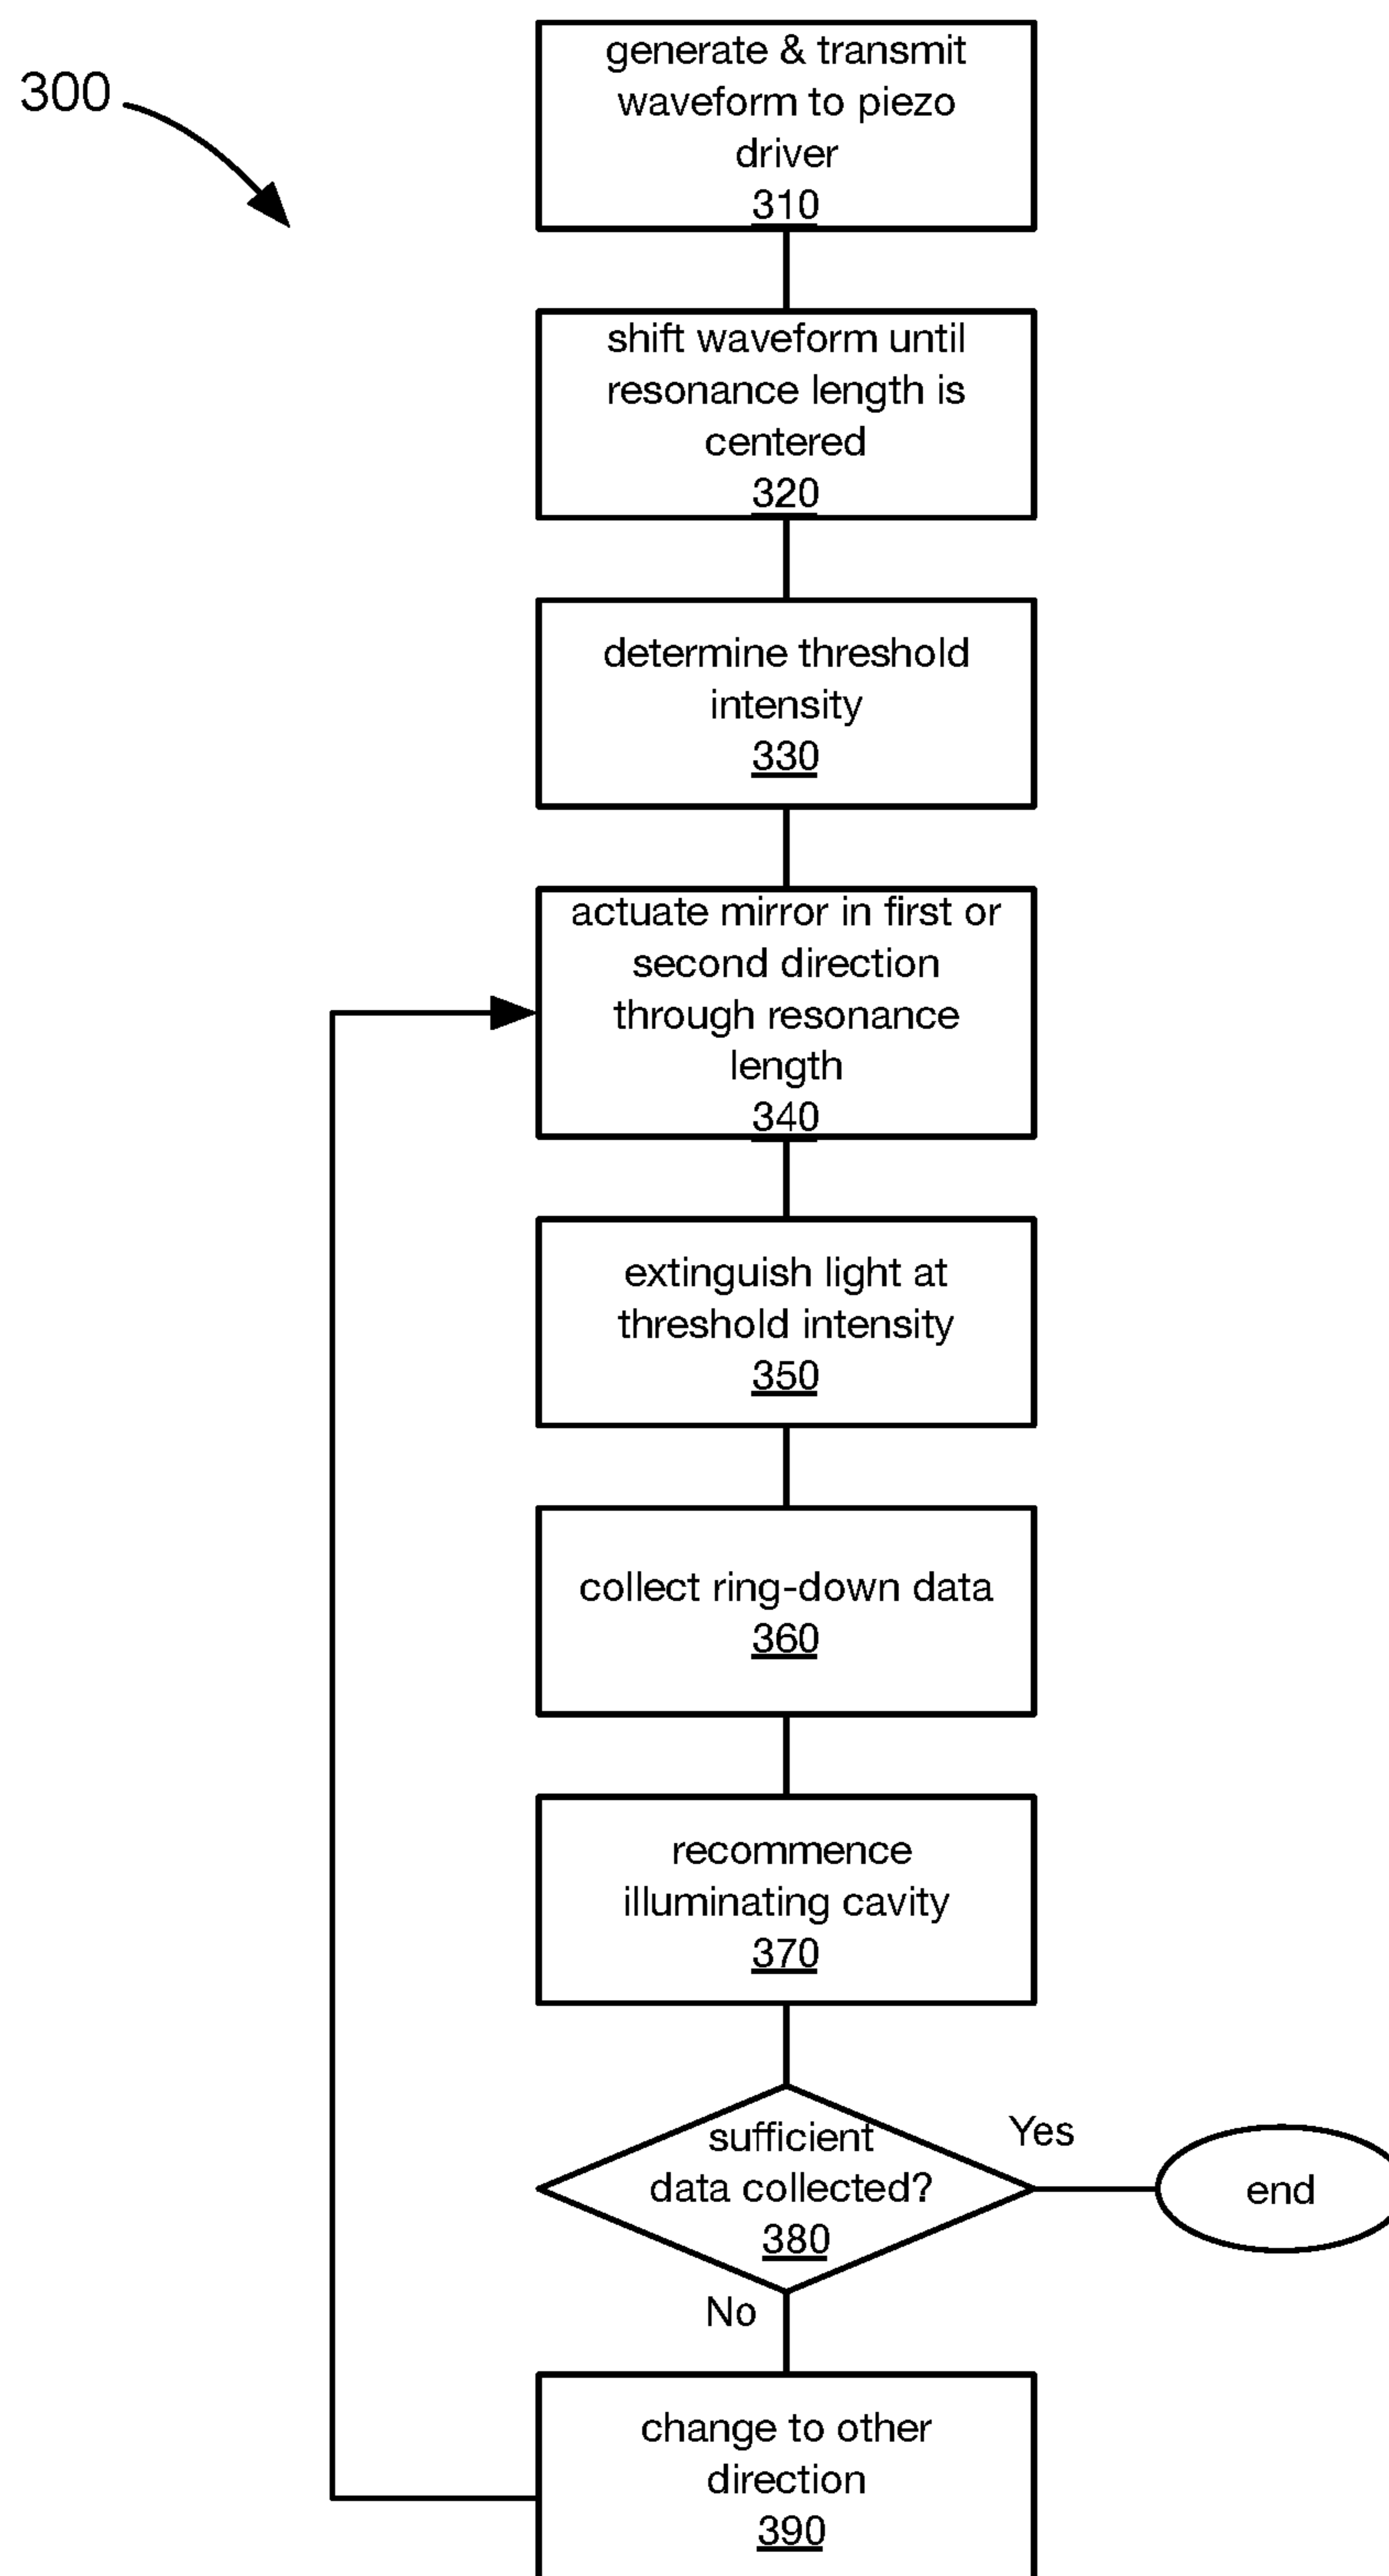 300
generate & transmit
waveform to piezo
driver
310
shift waveform until
resonance length is
centered
320
determine threshold
intensity
330
actuate mirror in first or
second direction
through resonance
length
340
extinguish light at
threshold intensity
350
collect ring-down data
360
recommence
illuminating cavity
370
sufficient
data collected?
380
Yes
end
No
change to other
direction
390